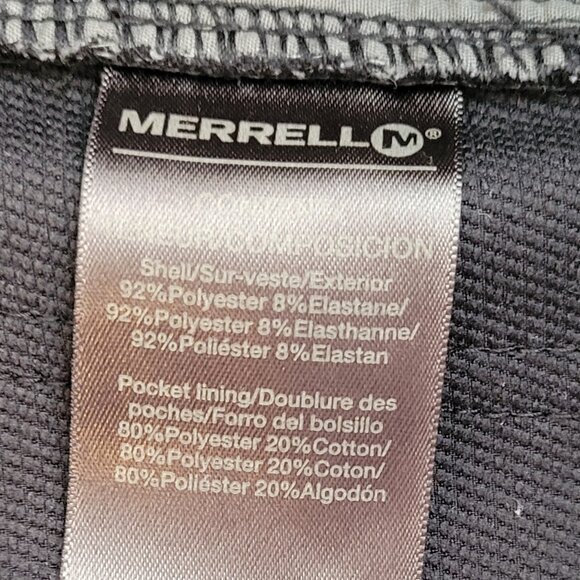 MERRELL M®
COMPOSICION
Shell/Sur-veste/Exterior
92%Polyester 8%Elastane/
92%Polyester 8%Elasthanne/
92%Poliéster 8%Elastan
Pocket lining/Doublure des
poches/Forro del bolsillo
80%Polyester 20%Cotton/
80%Polyester 20%Coton/
80%Poliéster 20%Algodón